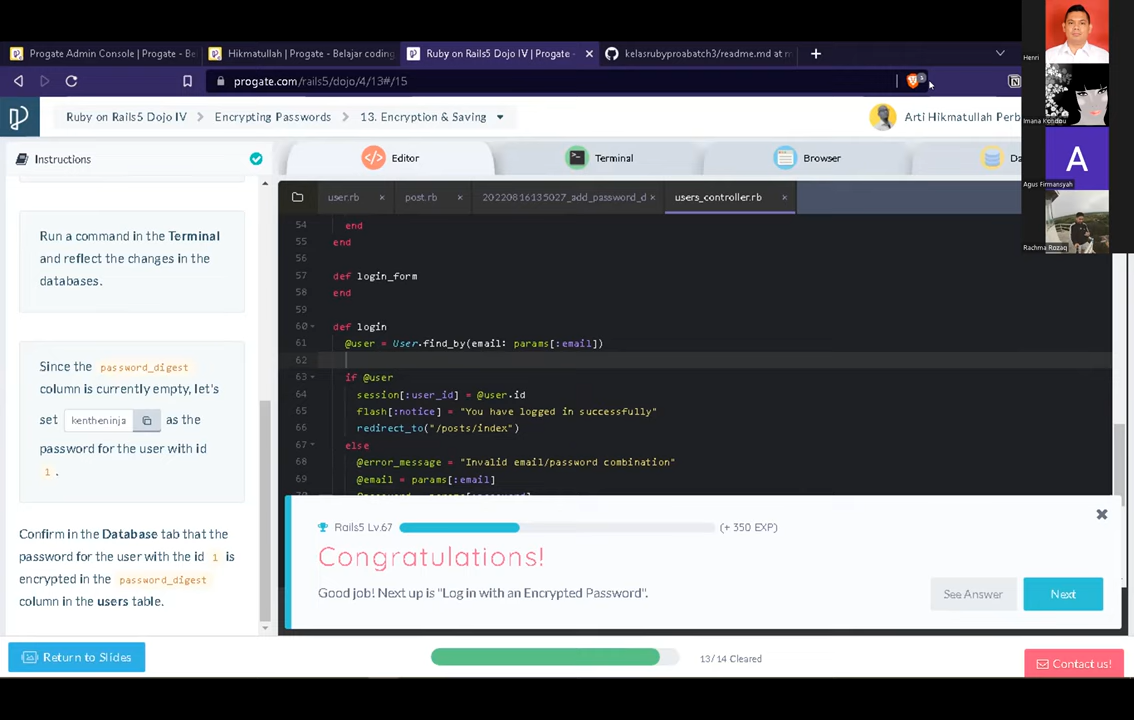 Progate Admin Console | Progate - Be
Hikmatullah | Progate - Belajar coding
Ruby on Rails5 Dojo IV | Progate -
kelasrubyproabatch3/readme.md at m
Henri
progate.com/rails5/dojo/4/13#/15
Ruby on Rails5 Dojo IV
Encrypting Passwords
13. Encryption & Saving
Arti Hikmatullah Perb
Imana Kondou
Instructions
Editor
Terminal
Browser
Da
A
Agus Firmansyah
Rachma Rozaq
user.rb
post.rb
20220816135027_add_password_d
users_controller.rb
Run a command in the Terminal
and reflect the changes in the
databases.
Since the password_digest
column is currently empty, let's
set kentheninja as the
password for the user with id
1 .
Confirm in the Database tab that the
password for the user with the id 1 is
encrypted in the password_digest
column in the users table.
54 end
55 end
56
57 def login_form
58 end
59
60 def login
61 @user = User.find_by(email: params[:email])
62
63 if @user
64 session[:user_id] = @user.id
65 flash[:notice] = "You have logged in successfully"
66 redirect_to("/posts/index")
67 else
68 @error_message = "Invalid email/password combination"
69 @email = params[:email]
Rails5 Lv.67
(+ 350 EXP)
Congratulations!
Good job! Next up is "Log in with an Encrypted Password".
See Answer
Next
Return to Slides
13/14 Cleared
Contact us!